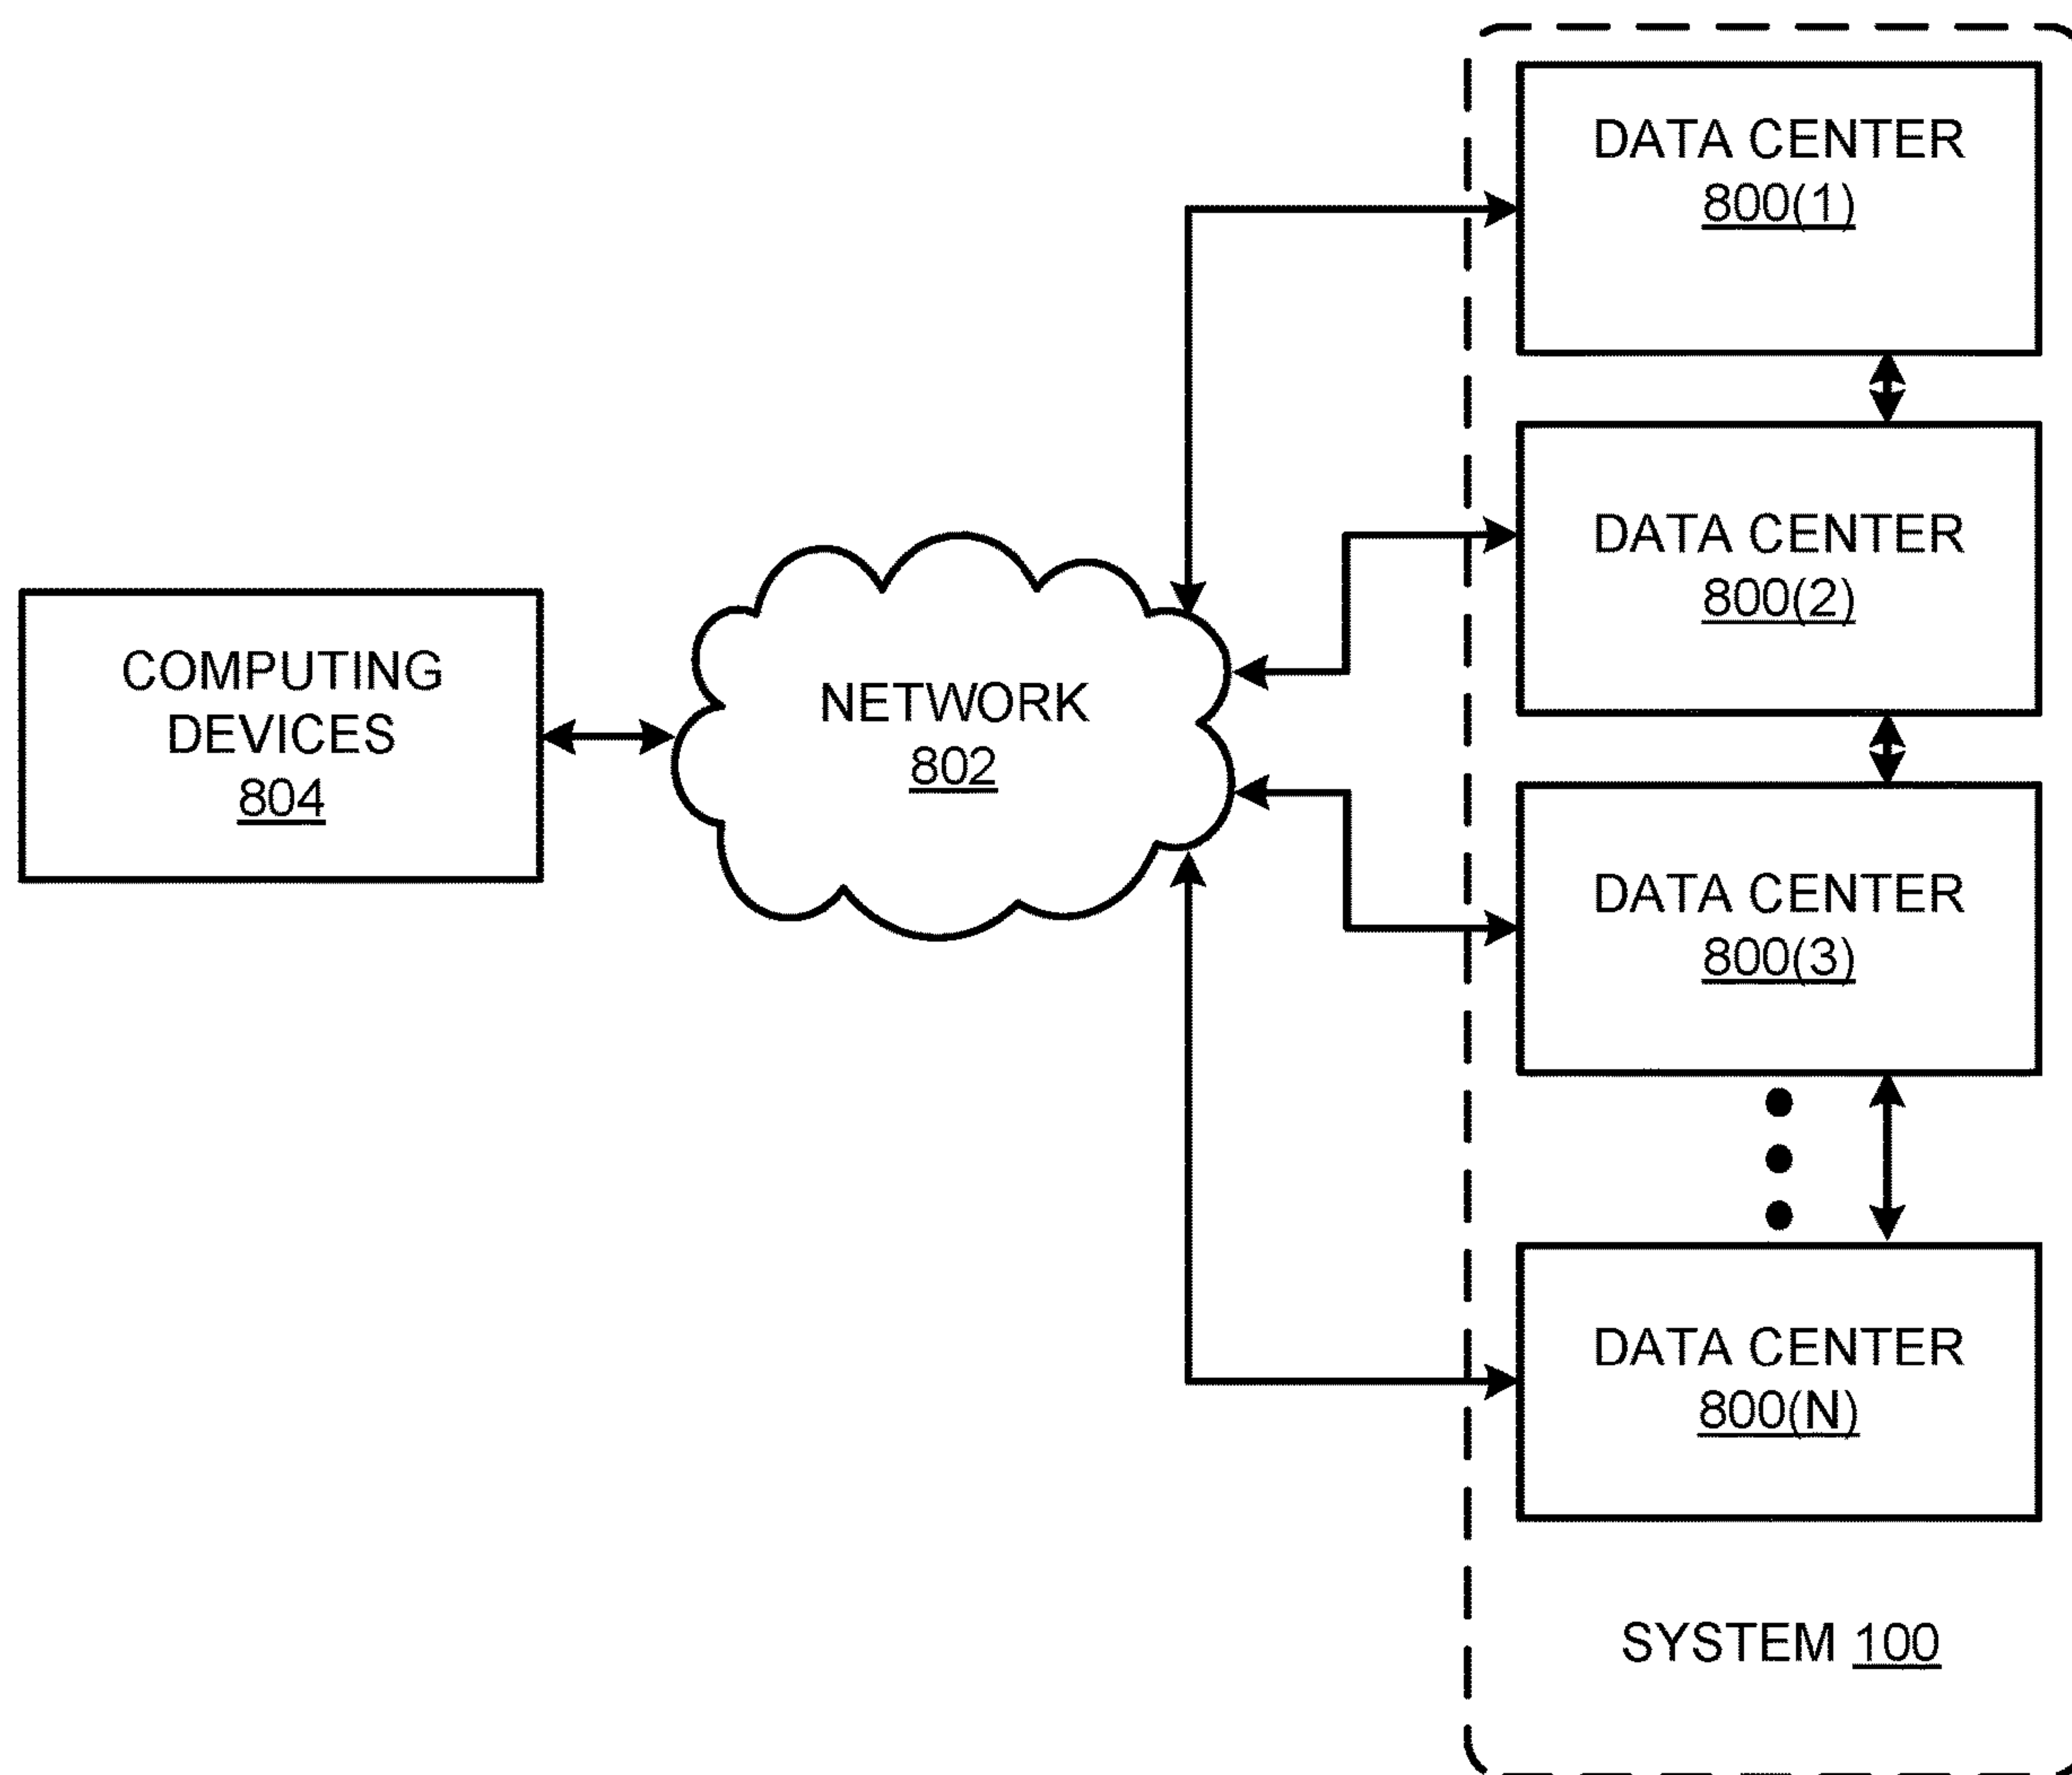 DATA CENTER
800(1)
DATA CENTER
800(2)
COMPUTING
DEVICES
804
NETWORK
802
DATA CENTER
800(3)
DATA CENTER
800(N)
SYSTEM 100